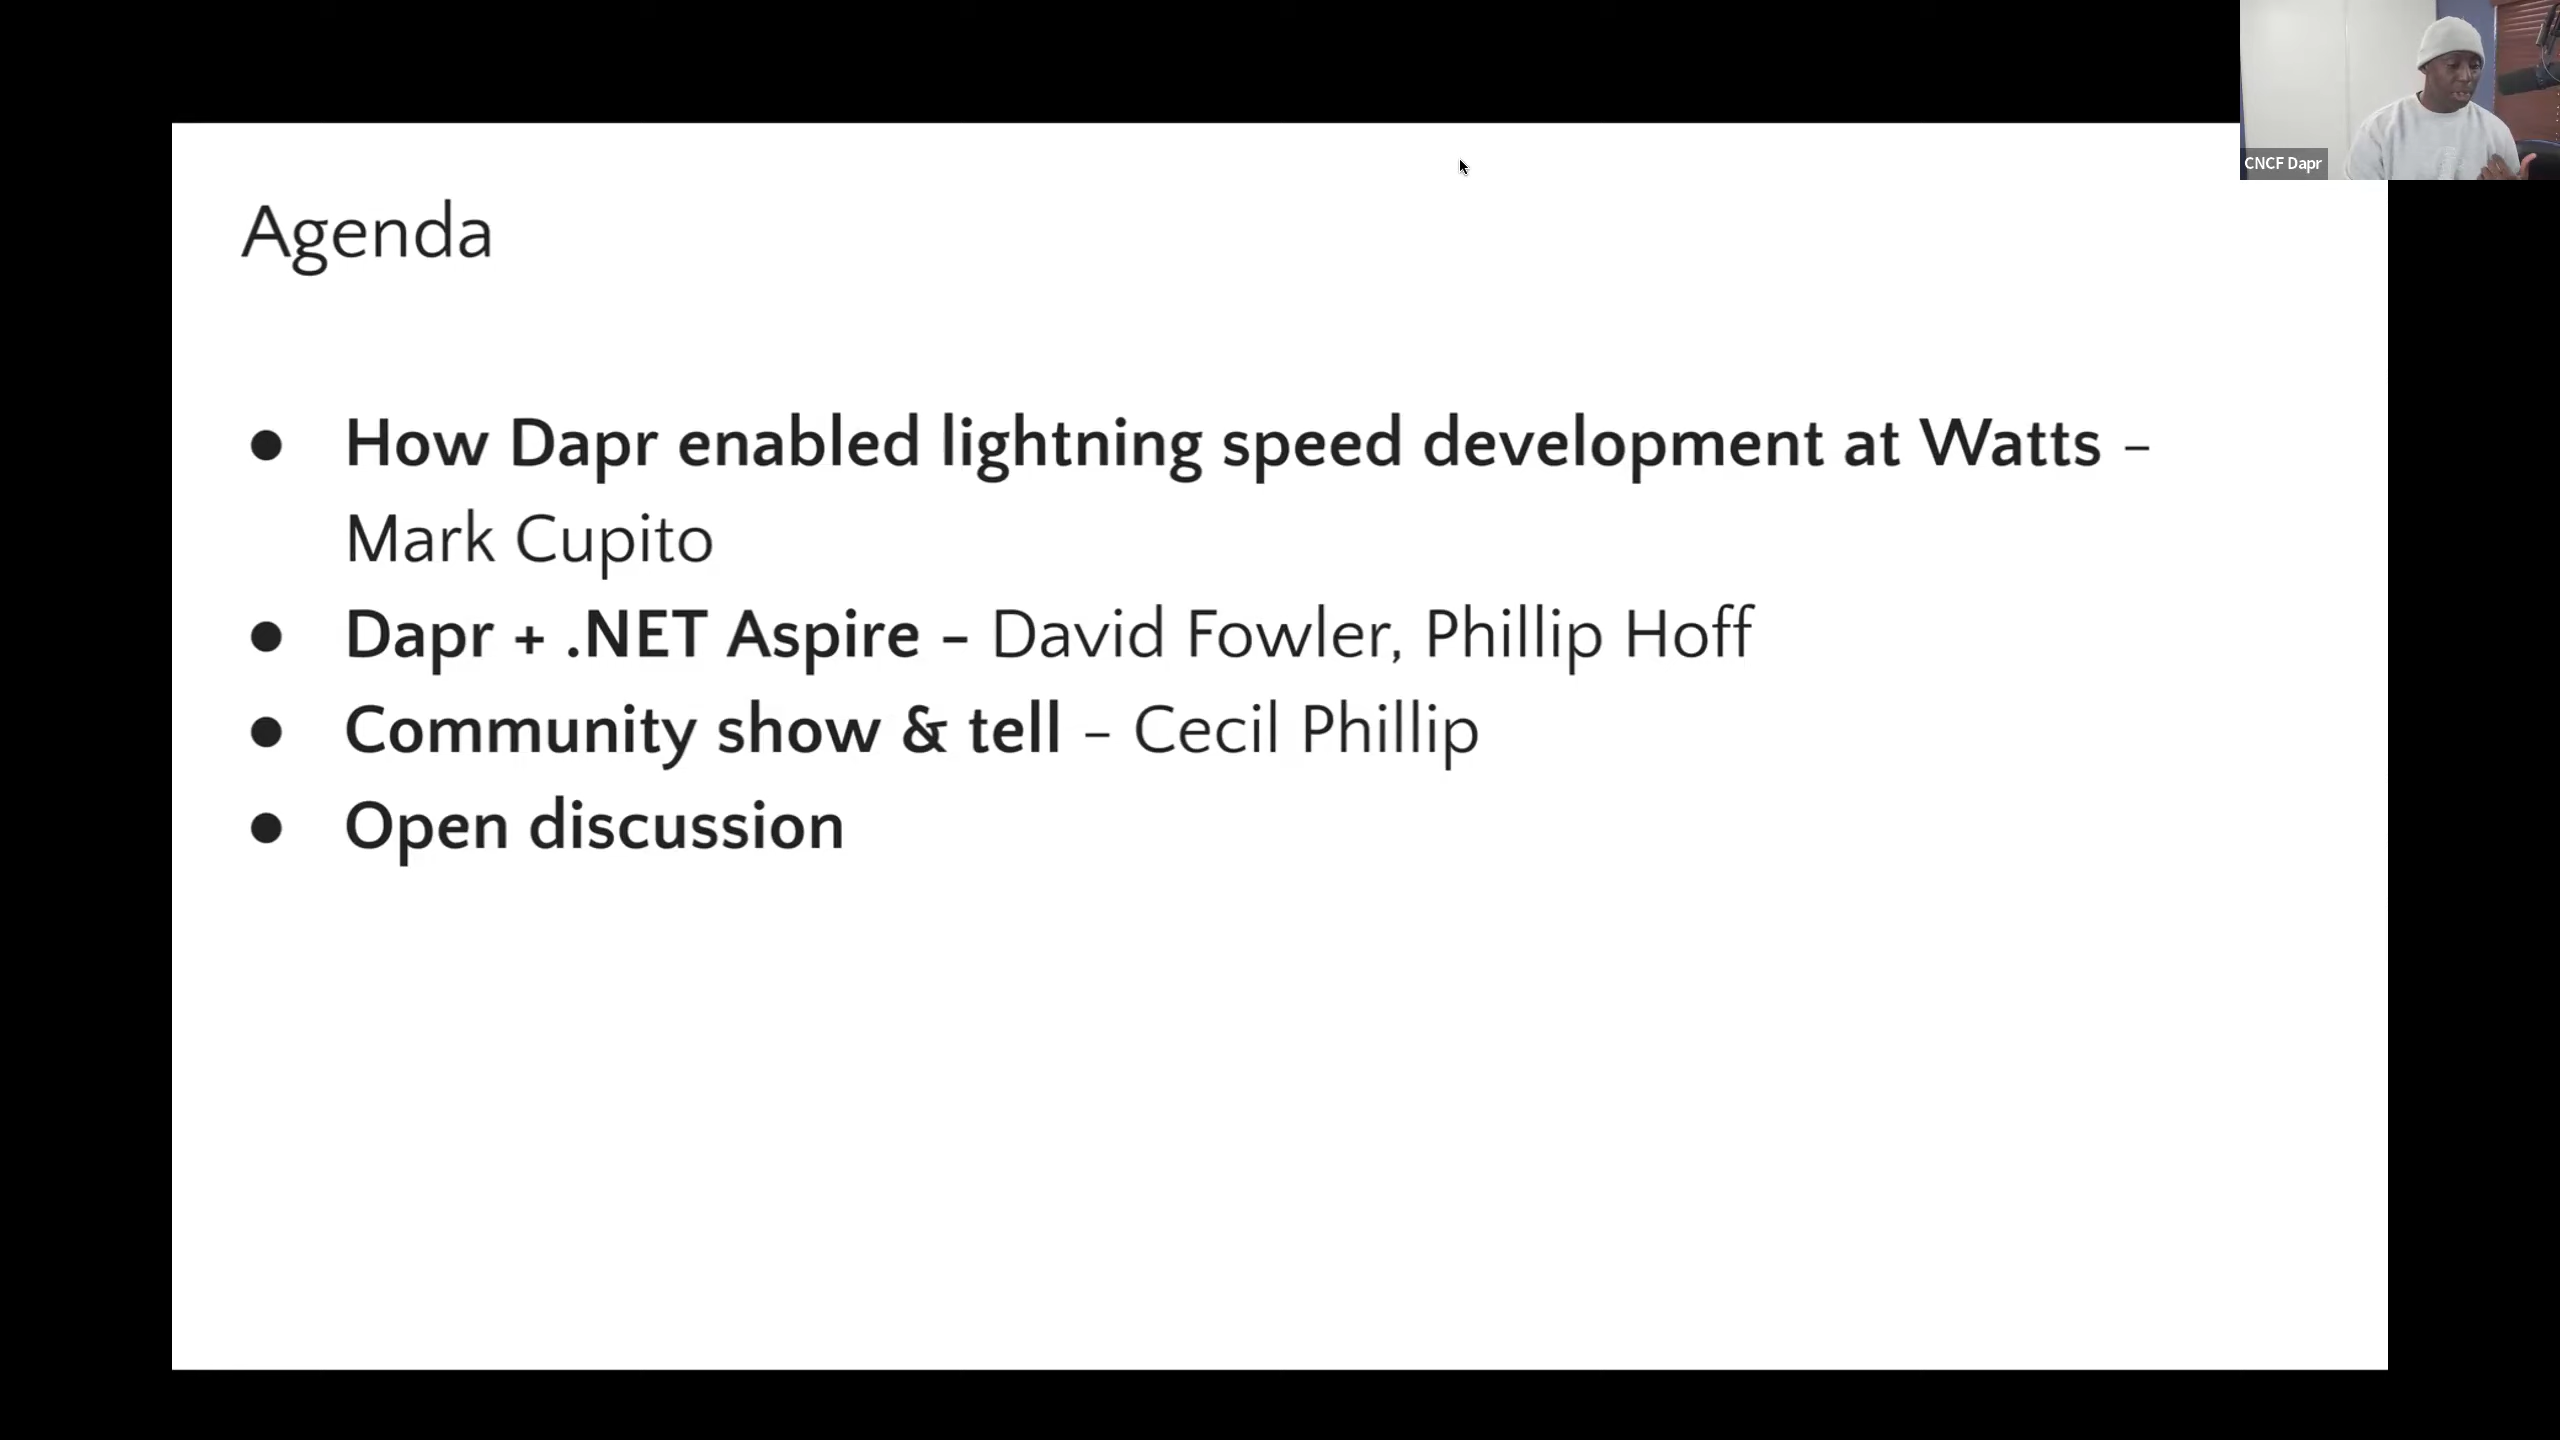 CNCF Dapr
Agenda
● How Dapr enabled lightning speed development at Watts –
Mark Cupito
● Dapr + .NET Aspire – David Fowler, Phillip Hoff
● Community show & tell – Cecil Phillip
● Open discussion